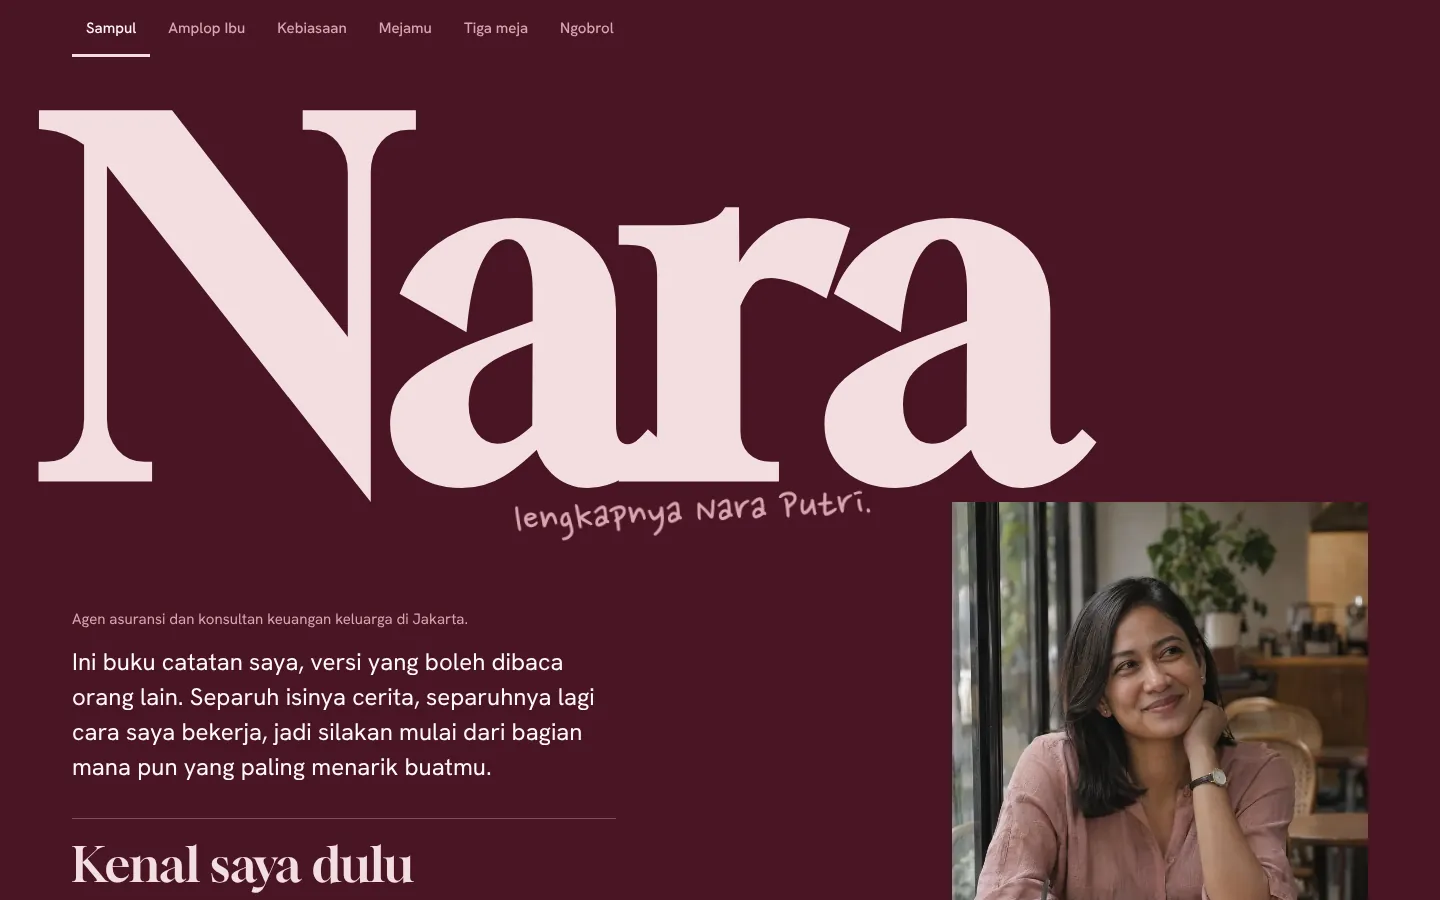 Sampul Amplop Ibu Kebiasaan Mejamu Tiga meja Ngobrol
Nara
lengkapnya Nara Putri.
Agen asuransi dan konsultan keuangan keluarga di Jakarta.
Ini buku catatan saya, versi yang boleh dibaca
orang lain. Separuh isinya cerita, separuhnya lagi
cara saya bekerja, jadi silakan mulai dari bagian
mana pun yang paling menarik buatmu.
Kenal saya dulu